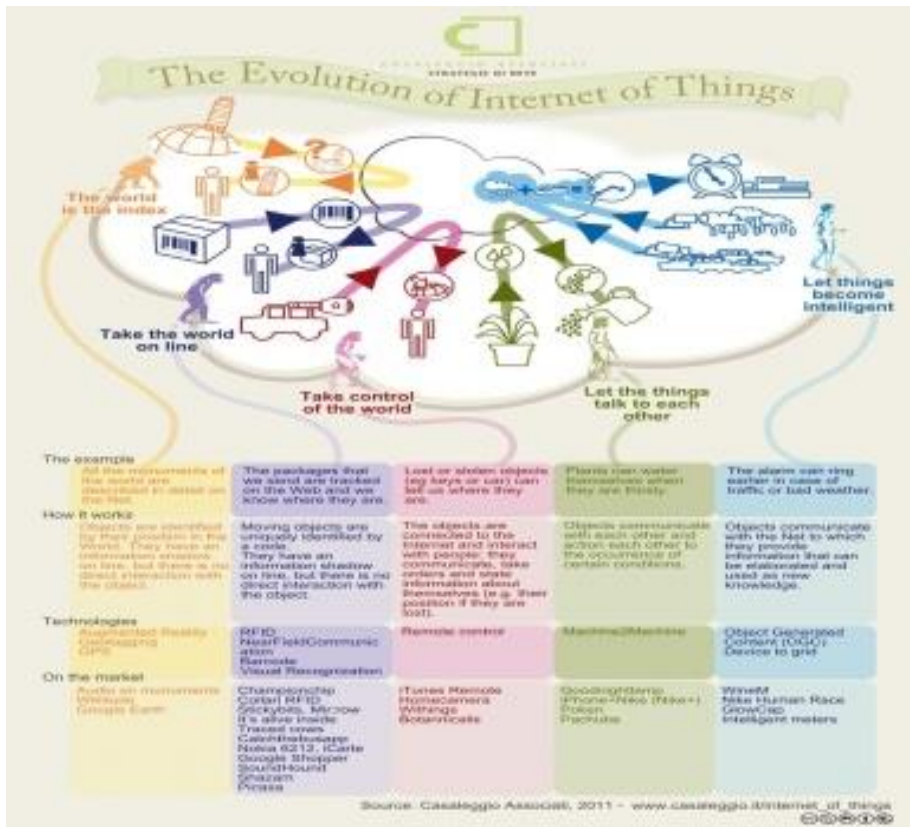 CASALEGGIO ASSOCIATI
STRATEGIE DI RETE
The Evolution of Internet of Things
The world
is the index
Take the world
on line
Take control
of the world
Let the things
talk to each
other
Let things
become
intelligent
The example
All the monuments of
the world are
described in detail on
the Net.
The packages that
we send are tracked
on the Web and we
know where they are.
Lost or stolen objects
(eg keys or car) can
tell us where they
are.
Plants can water
themselves when
they are thirsty.
The alarm can ring
earlier in case of
traffic or bad weather.
How it works
Objects are identified
by their position in the
World. They have an
information shadow
on line, but there is no
direct interaction with
the object.
Moving objects are
uniquely identified by
a code.
They have an
information shadow
on line, but there is no
direct interaction with
the object.
The objects are
connected to the
Internet and interact
with people: they
communicate, take
orders and state
information about
themselves (e.g. their
position if they are
lost).
Objects communicate
with each other and
action each other to
the occurrence of
certain conditions.
Objects communicate
with the Net to which
they provide
information that can
be elaborated and
used as new
knowledge.
Technologies
Augmented Reality
Geotagging
GPS
RFID
NearFieldCommunic
ation
Barcode
Visual Recognition
Remote control
Machine2Machine
Object Generated
Content (OGC)
Device to grid
On the market
Audio on monuments
Wikitude
Google Earth
Championchip
Collari RFID
Stickybits, Mir:row
It's alive inside
Traced cows
Catchthebusapp
Nokia 6212, iCarte
Google Shopper
SoundHound
Shazam
Picasa
iTunes Remote
Homecamera
Withings
Botanicalls
Goodnightlamp
iPhone+Nike (Nike+)
Poken
Pachube
WineM
Nike Human Race
GlowCap
Intelligent meters
Source: Casaleggio Associati, 2011 - www.casaleggio.it/internet_of_things